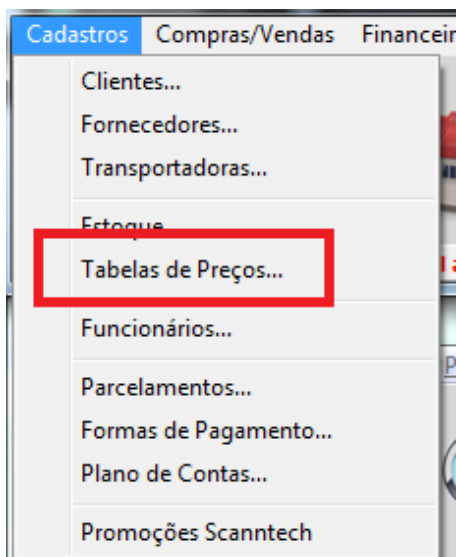 Cadastros Compras/Vendas Financeir
Clientes...
Fornecedores...
Transportadoras...
Estoque
Tabelas de Preços...
Funcionários...
Parcelamentos...
Formas de Pagamento...
Plano de Contas...
Promoções Scanntech